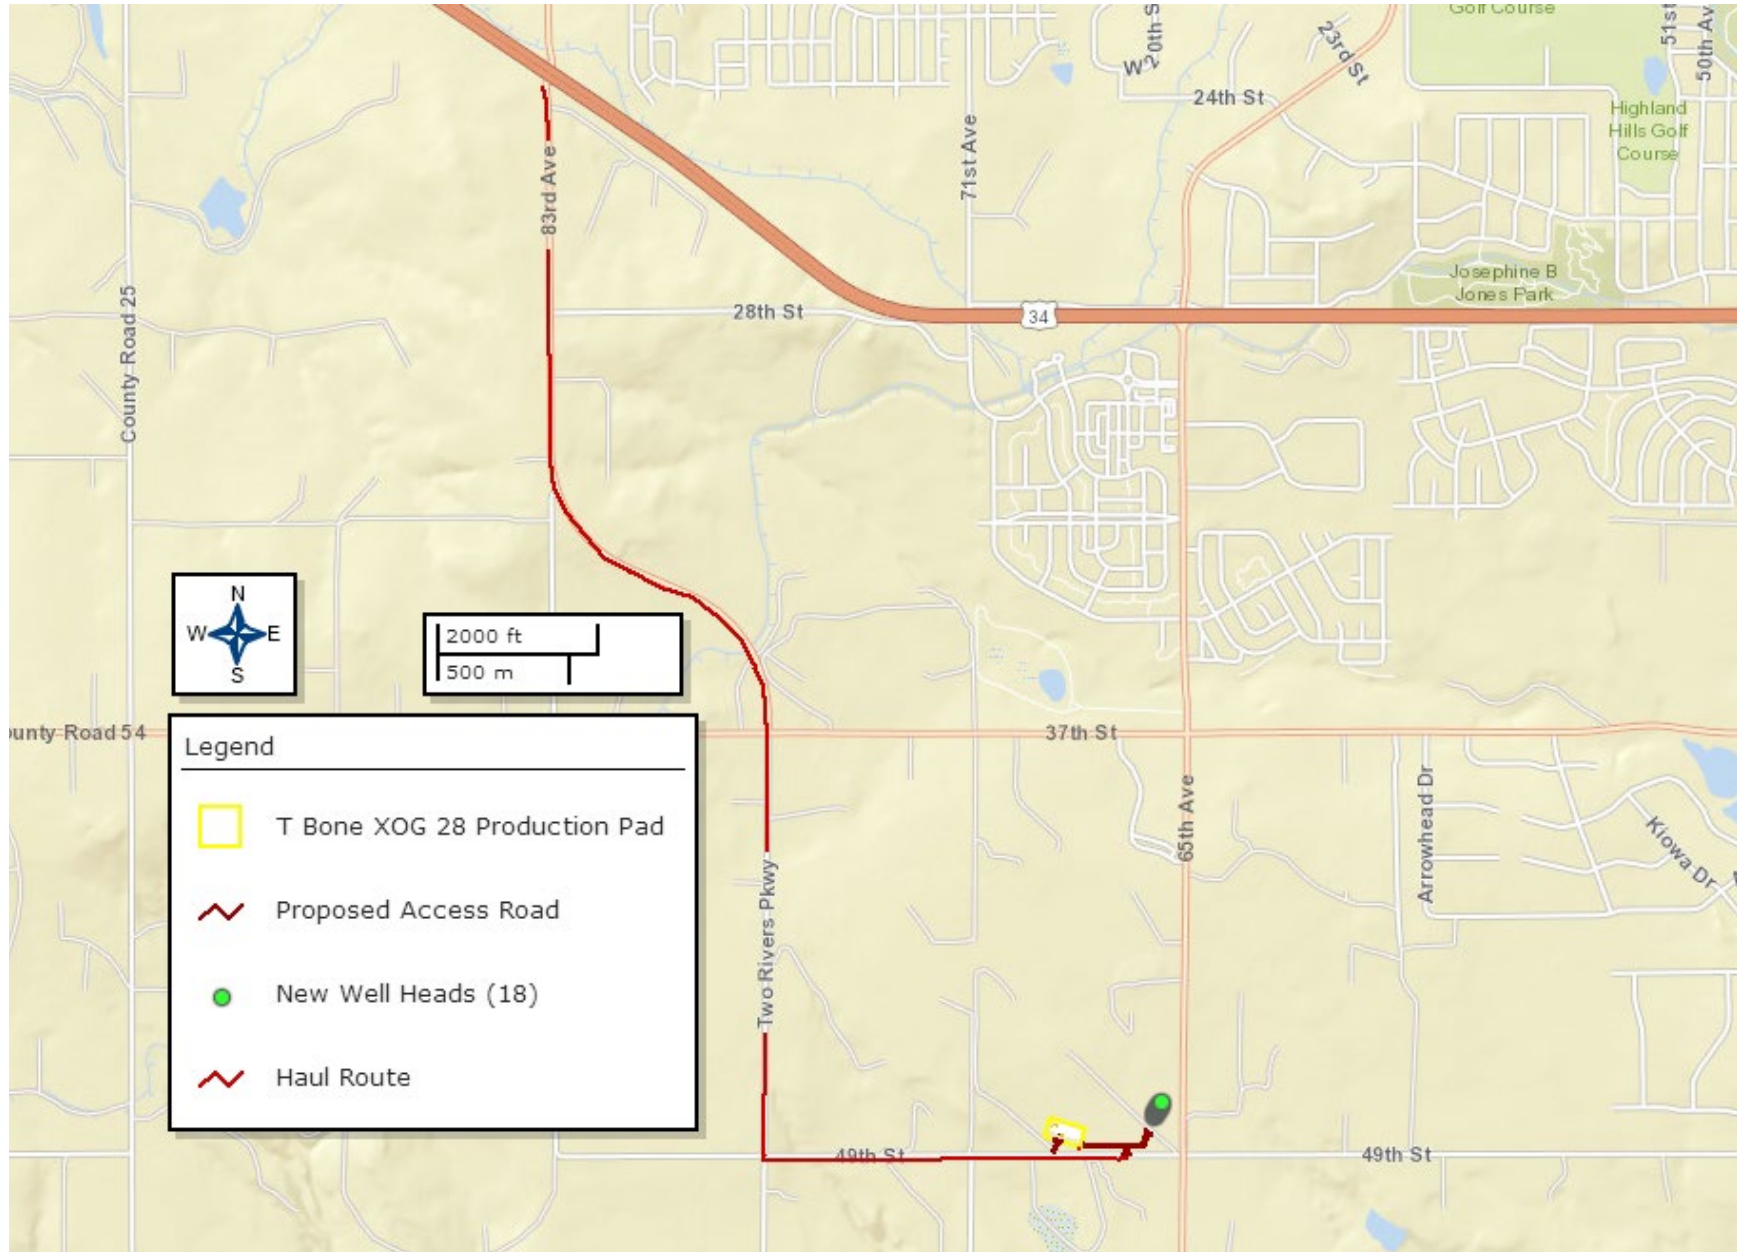 Golf Course
51st
50th Av
W 20th S
23rd St
24th St
Highland
Hills Golf
Course
71st Ave
83rd Ave
Josephine B
Jones Park
County Road 25
28th St
34
N
W E
S
2000 ft
500 m
ounty Road 54
37th St
Legend
T Bone XOG 28 Production Pad
Proposed Access Road
New Well Heads (18)
Haul Route
65th Ave
Arrowhead Dr
Kiowa Dr
Two Rivers Pkwy
49th St
49th St